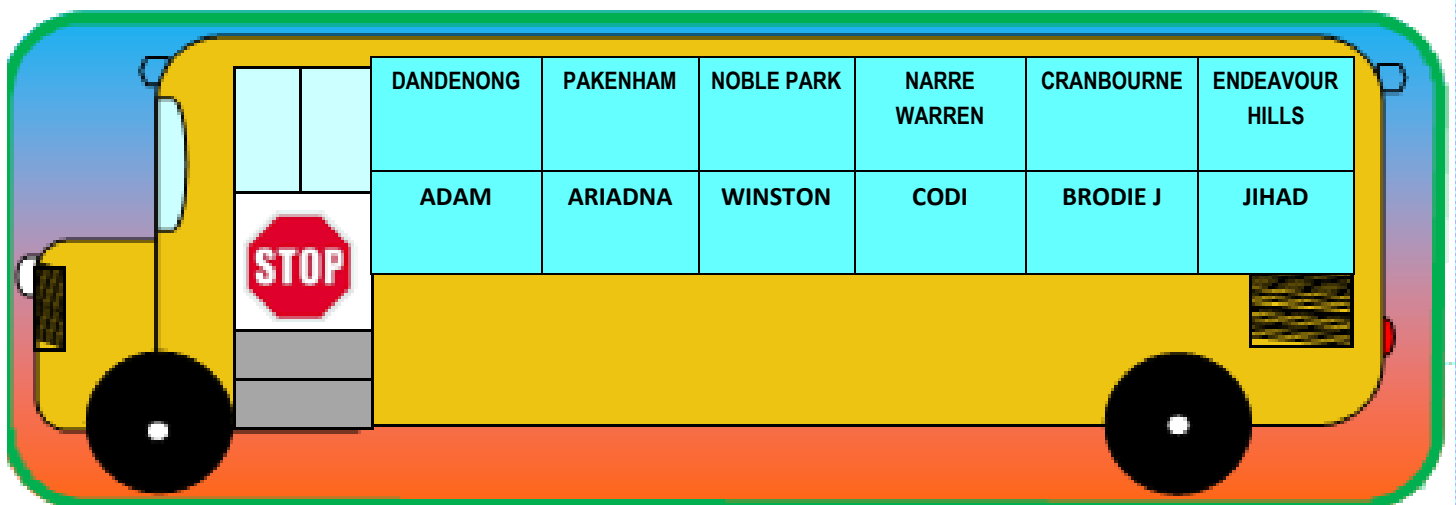 DANDENONG PAKENHAM NOBLE PARK NARRE WARREN CRANBOURNE ENDEAVOUR HILLS
ADAM ARIADNA WINSTON CODI BRODIE J JIHAD
STOP